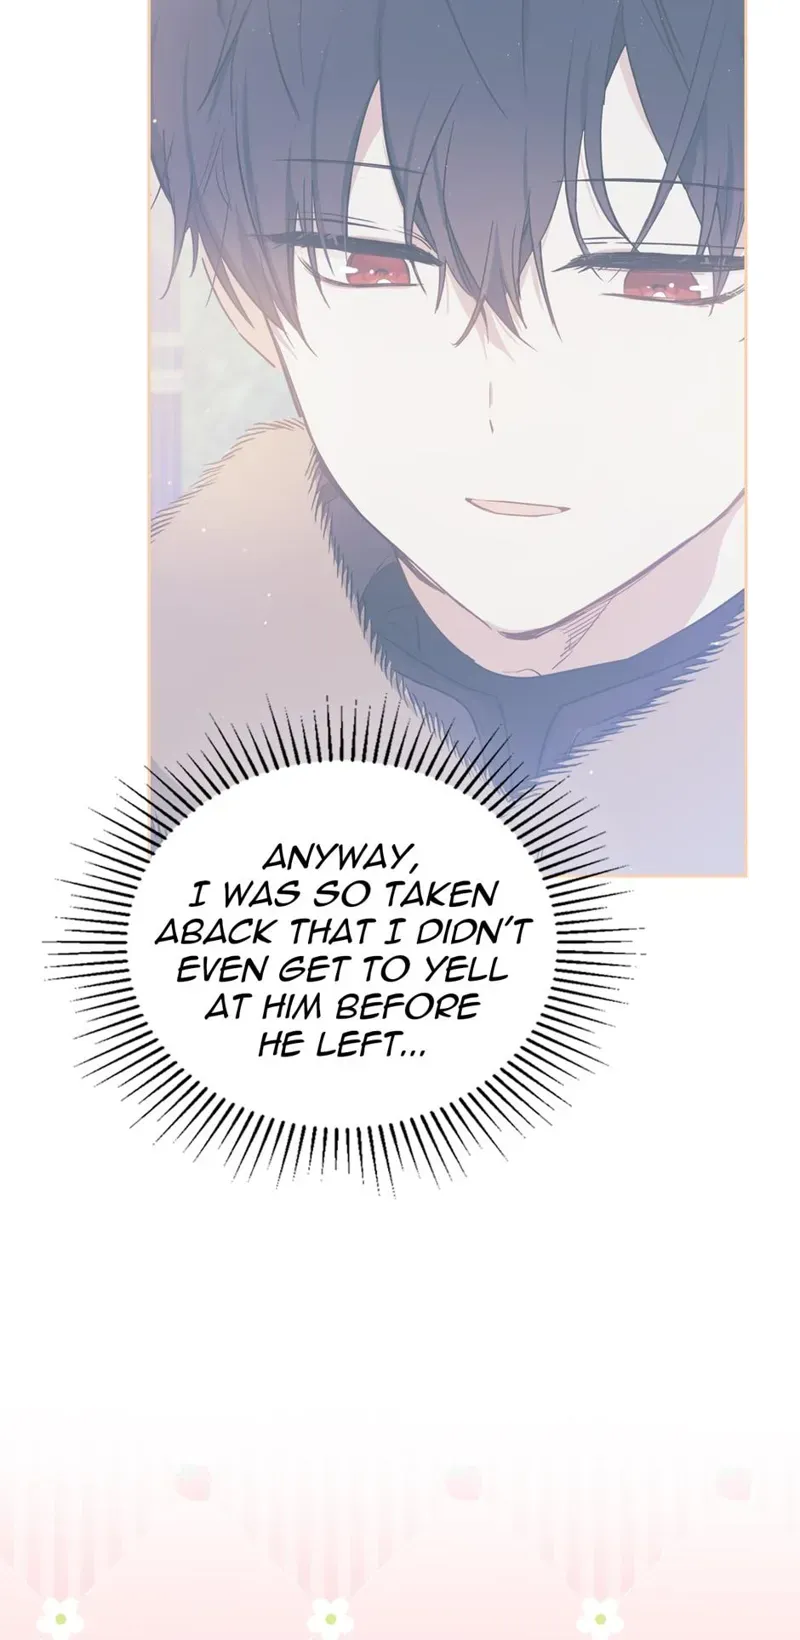 ANYWAY,
I WAS SO TAKEN
ABACK THAT I DIDN'T
EVEN GET TO YELL
AT HIM BEFORE
HE LEFT...